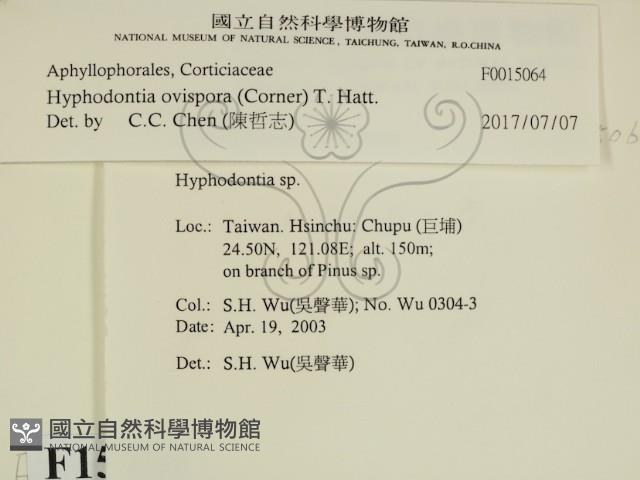 國立自然科學博物館
NATIONAL MUSEUM OF NATURAL SCIENCE, TAICHUNG, TAIWAN, R.O.CHINA
Aphyllophorales, Corticiaceae F0015064
Hyphodontia ovispora (Corner) T. Hatt.
Det. by C.C. Chen (陳哲志) 2017/07/07
Hyphodontia sp.
Loc.: Taiwan. Hsinchu: Chupu (巨埔)
24.50N, 121.08E; alt. 150m;
on branch of Pinus sp.
Col.: S.H. Wu(吳聲華); No. Wu 0304-3
Date: Apr. 19, 2003
Det.: S.H. Wu(吳聲華)
國立自然科學博物館
NATIONAL MUSEUM OF NATURAL SCIENCE
F15